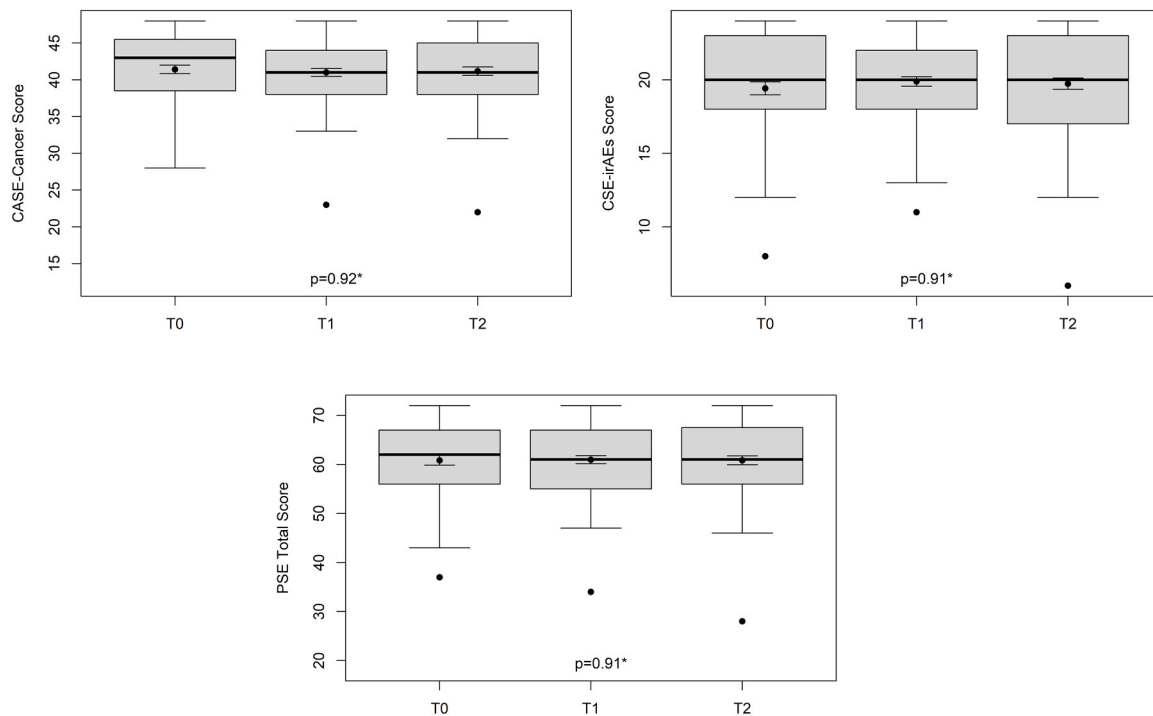 CASE-Cancer Score
45
40
35
30
25
20
15
p=0.92*
T0 T1 T2
CSE-irAEs Score
20
15
10
p=0.91*
T0 T1 T2
PSE Total Score
70
60
50
40
30
20
p=0.91*
T0 T1 T2